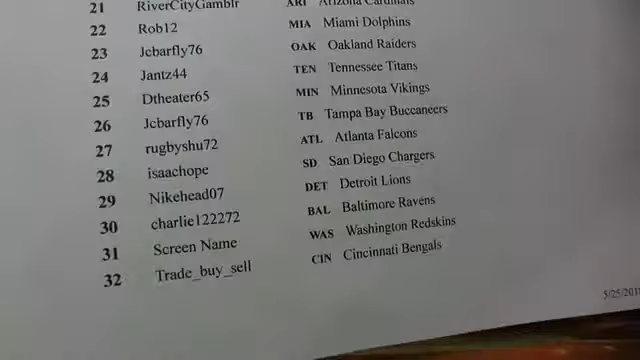 21 RiverCityGamblr ARI Arizona Cardinals
22 Rob12 MIA Miami Dolphins
23 Jcbarfly76 OAK Oakland Raiders
24 Jantz44 TEN Tennessee Titans
25 Dtheater65 MIN Minnesota Vikings
26 Jcbarfly76 TB Tampa Bay Buccaneers
27 rugbyshu72 ATL Atlanta Falcons
28 isaachope SD San Diego Chargers
29 Nikehead07 DET Detroit Lions
30 charlie122272 BAL Baltimore Ravens
31 Screen Name WAS Washington Redskins
32 Trade_buy_sell CIN Cincinnati Bengals